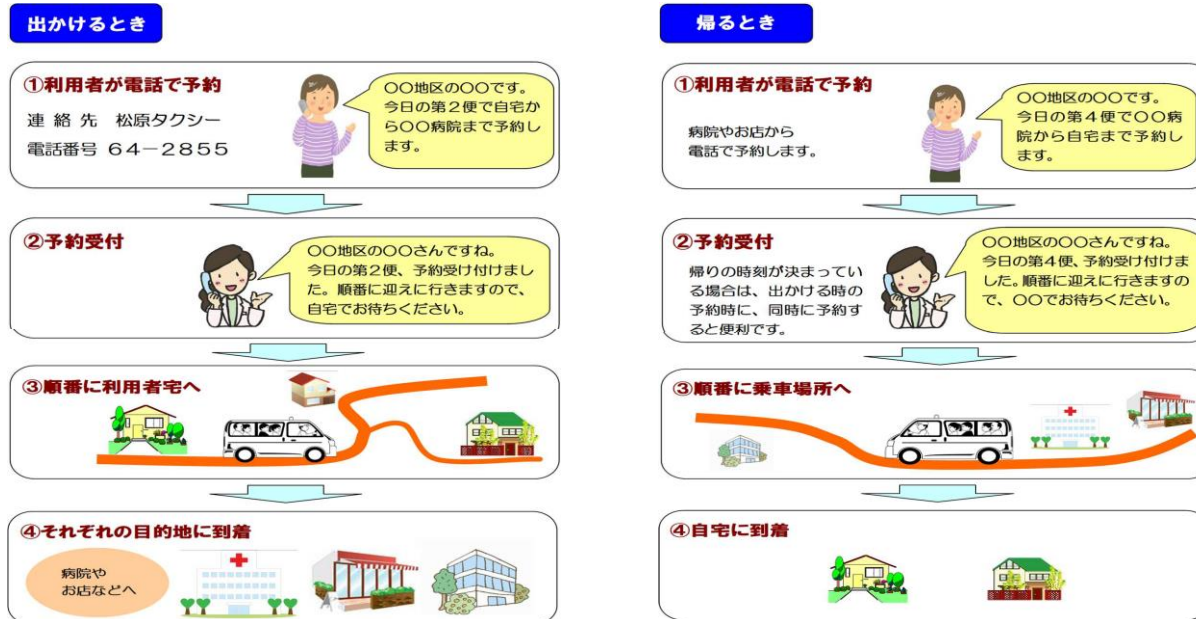 出かけるとき
①利用者が電話で予約
連 絡 先 松原タクシー
電話番号 64-2855
〇〇地区の〇〇です。
今日の第2便で自宅か
ら〇〇病院まで予約し
ます。
②予約受付
〇〇地区の〇〇さんですね。
今日の第2便、予約受け付けまし
た。順番に迎えに行きますので、
自宅でお待ちください。
③順番に利用者宅へ
④それぞれの目的地に到着
病院や
お店などへ
帰るとき
①利用者が電話で予約
病院やお店から
電話で予約します。
〇〇地区の〇〇です。
今日の第4便で〇〇病
院から自宅まで予約し
ます。
②予約受付
帰りの時刻が決まってい
る場合は、出かける時の
予約時に、同時に予約す
ると便利です。
〇〇地区の〇〇さんですね。
今日の第4便、予約受け付けま
した。順番に迎えに行きますの
で、〇〇でお待ちください。
③順番に乗車場所へ
④自宅に到着